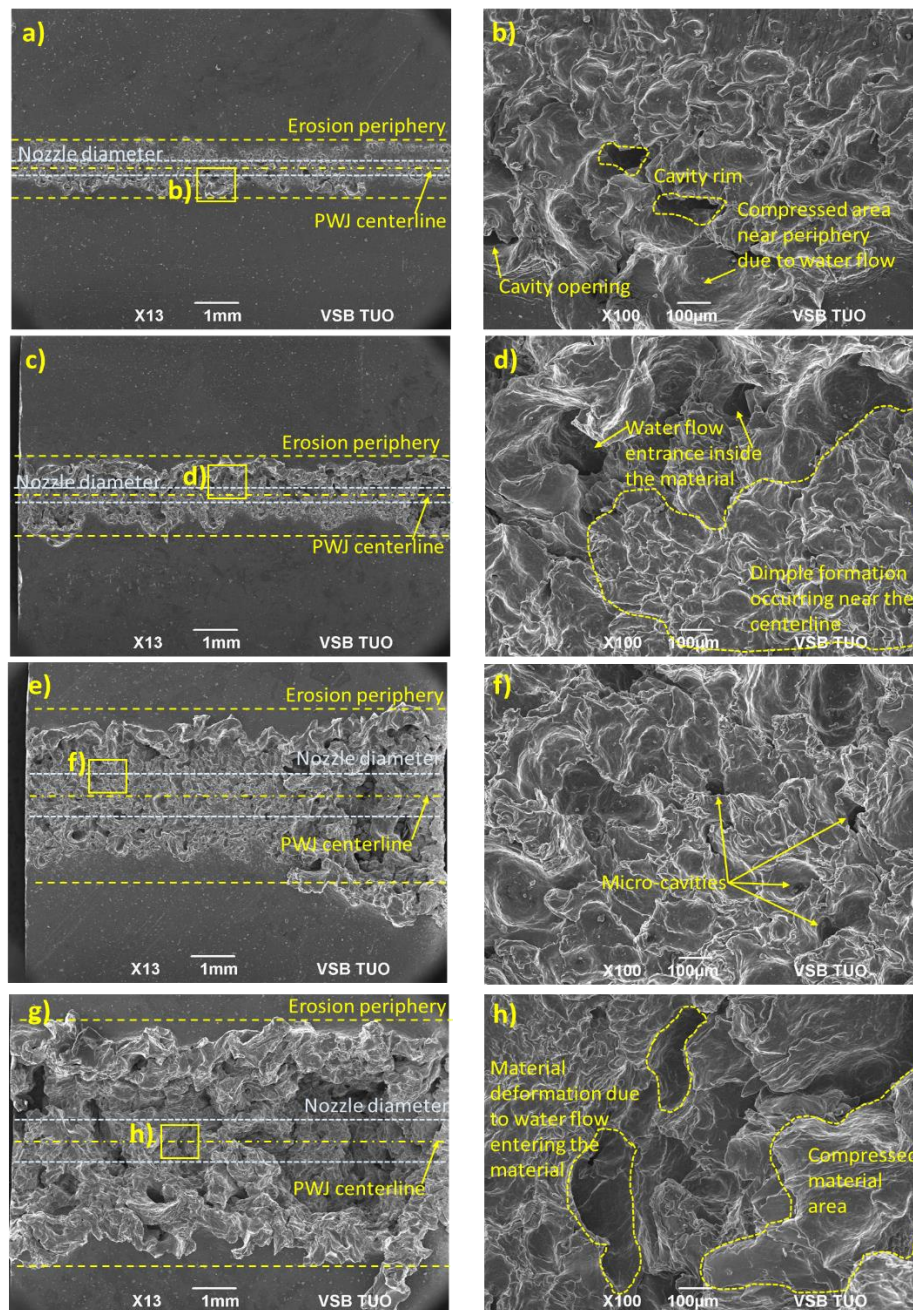 a)
Erosion periphery
Nozzle diameter
b)
PWJ centerline
X13
1mm
VSB TUO
b)
Cavity rim
Compressed area
near periphery
due to water flow
Cavity opening
X100
100μm
VSB TUO
c)
Erosion periphery
d)
Nozzle diameter
PWJ centerline
X13
1mm
VSB TUO
d)
Water flow
entrance inside
the material
Dimple formation
occurring near the
centerline
X100
100μm
VSB TUO
e)
Erosion periphery
Nozzle diameter
f)
PWJ centerline
X13
1mm
VSB TUO
f)
Micro-cavities
X100
100μm
VSB TUO
g)
Erosion periphery
Nozzle diameter
h)
PWJ centerline
X13
1mm
VSB TUO
h)
Material
deformation due
to water flow
entering the
material
Compressed
material
area
X100
100μm
VSB TUO